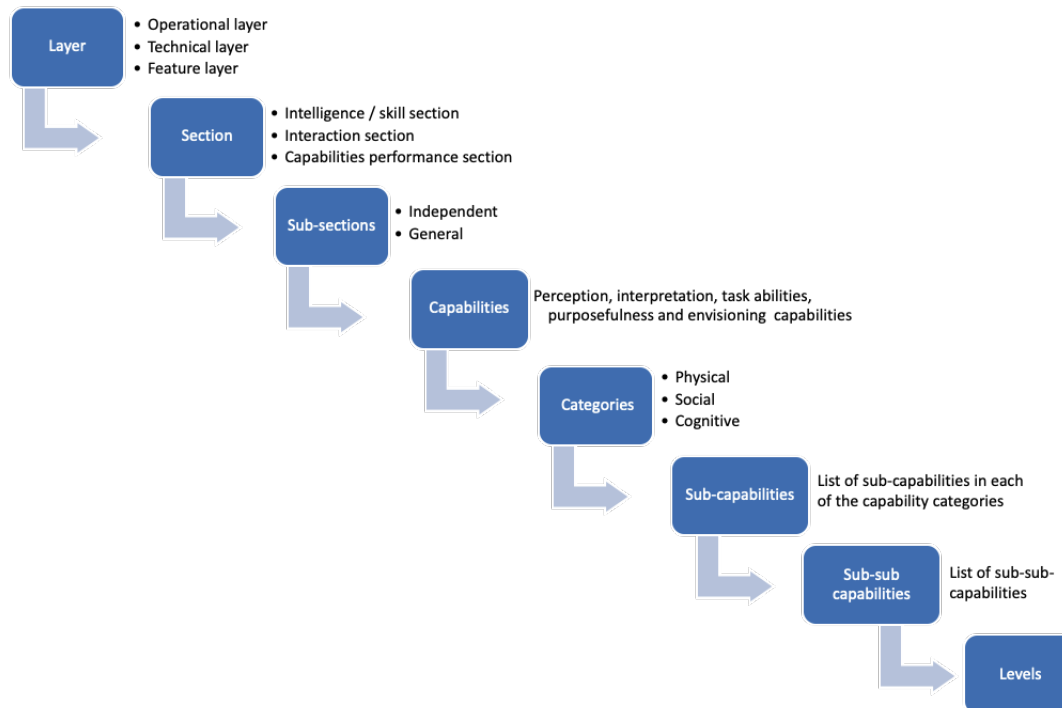 Layer
• Operational layer
• Technical layer
• Feature layer
Section
• Intelligence / skill section
• Interaction section
• Capabilities performance section
Sub-sections
• Independent
• General
Capabilities
Perception, interpretation, task abilities,
purposefulness and envisioning capabilities
Categories
• Physical
• Social
• Cognitive
Sub-capabilities
List of sub-capabilities in each
of the capability categories
Sub-sub
capabilities
List of sub-sub-
capabilities
Levels